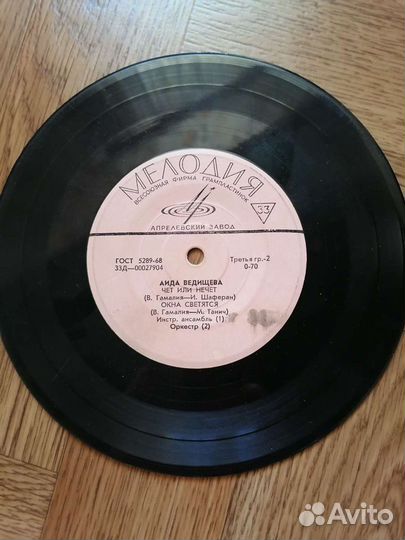 МЕЛОДИЯ
ВСЕСОЮЗНАЯ ФИРМА ГРАМПЛАСТИНОК
33
АПРЕЛЕВСКИЙ ЗАВОД
ГОСТ 5289-68
33Д—00027904
Третья гр.-2
0-70
АИДА ВЕДИЩЕВА
ЧЕТ ИЛИ НЕЧЕТ
(В. Гамалия—И. Шаферан)
ОКНА СВЕТЯТСЯ
(В. Гамалия—М. Танич)
Инстр. ансамбль (1)
Оркестр (2)
Avito